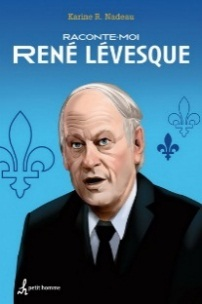 Karine R. Nadeau
RACONTE-MOI
RENÉ LÉVESQUE
petit homme